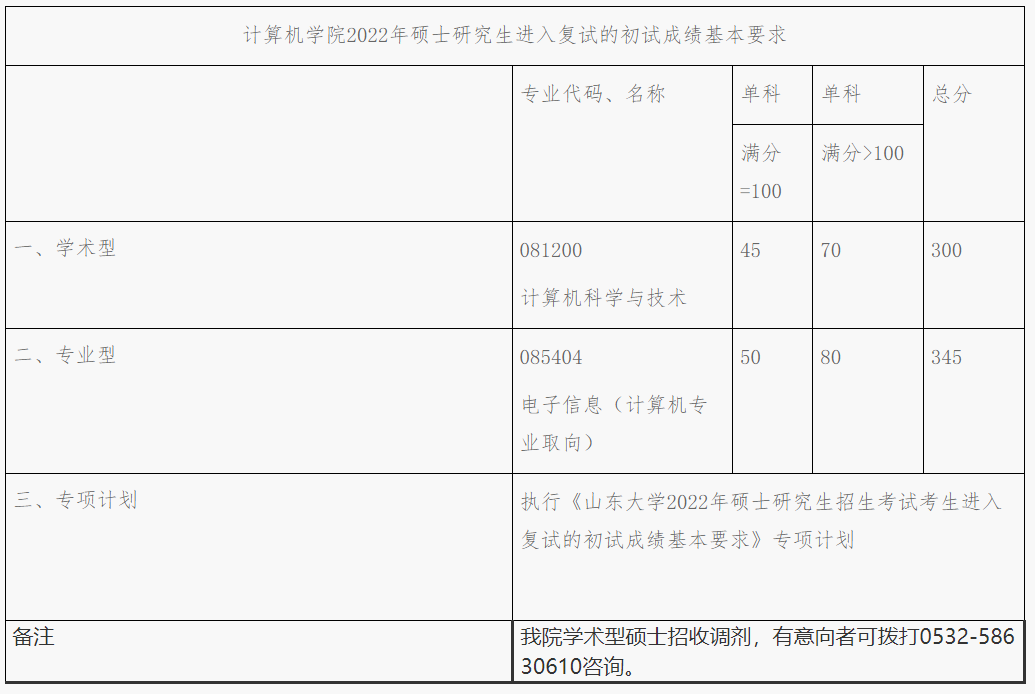 计算机学院2022年硕士研究生进入复试的初试成绩基本要求
专业代码、名称
单科
单科
总分
满分
=100
满分>100
一、学术型
081200
计算机科学与技术
45
70
300
二、专业型
085404
电子信息（计算机专
业取向）
50
80
345
三、专项计划
执行《山东大学2022年硕士研究生招生考试考生进入
复试的初试成绩基本要求》专项计划
备注
我院学术型硕士招收调剂，有意向者可拨打0532-586
30610咨询。